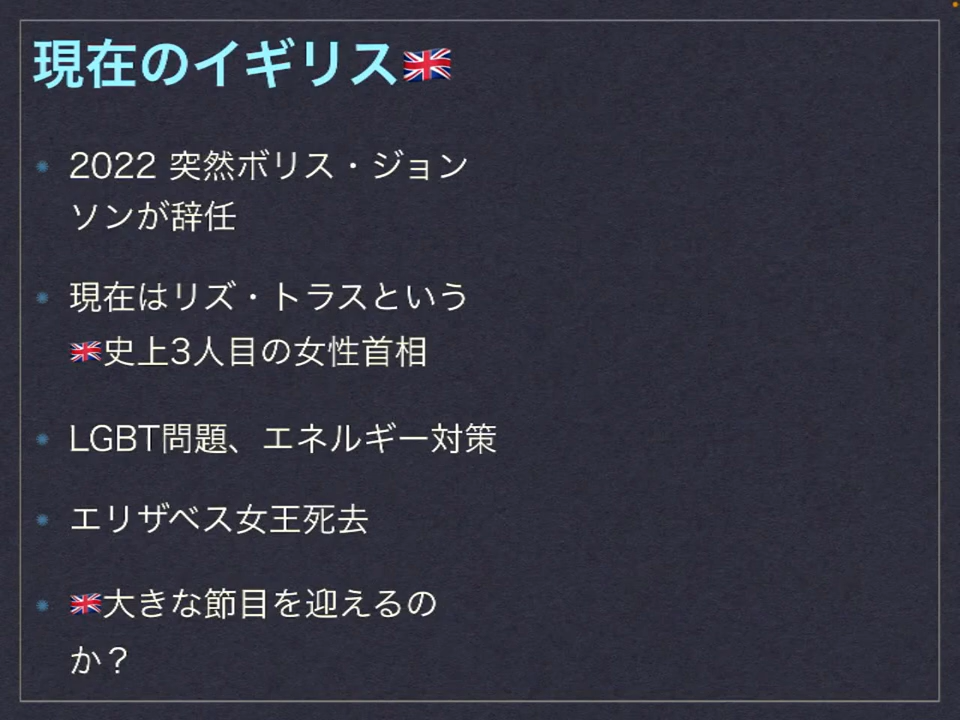 現在のイギリス🇬🇧
2022 突然ボリス・ジョン
ソンが辞任
現在はリズ・トラスという
🇬🇧史上3人目の女性首相
LGBT問題、エネルギー対策
エリザベス女王死去
🇬🇧大きな節目を迎えるの
か？